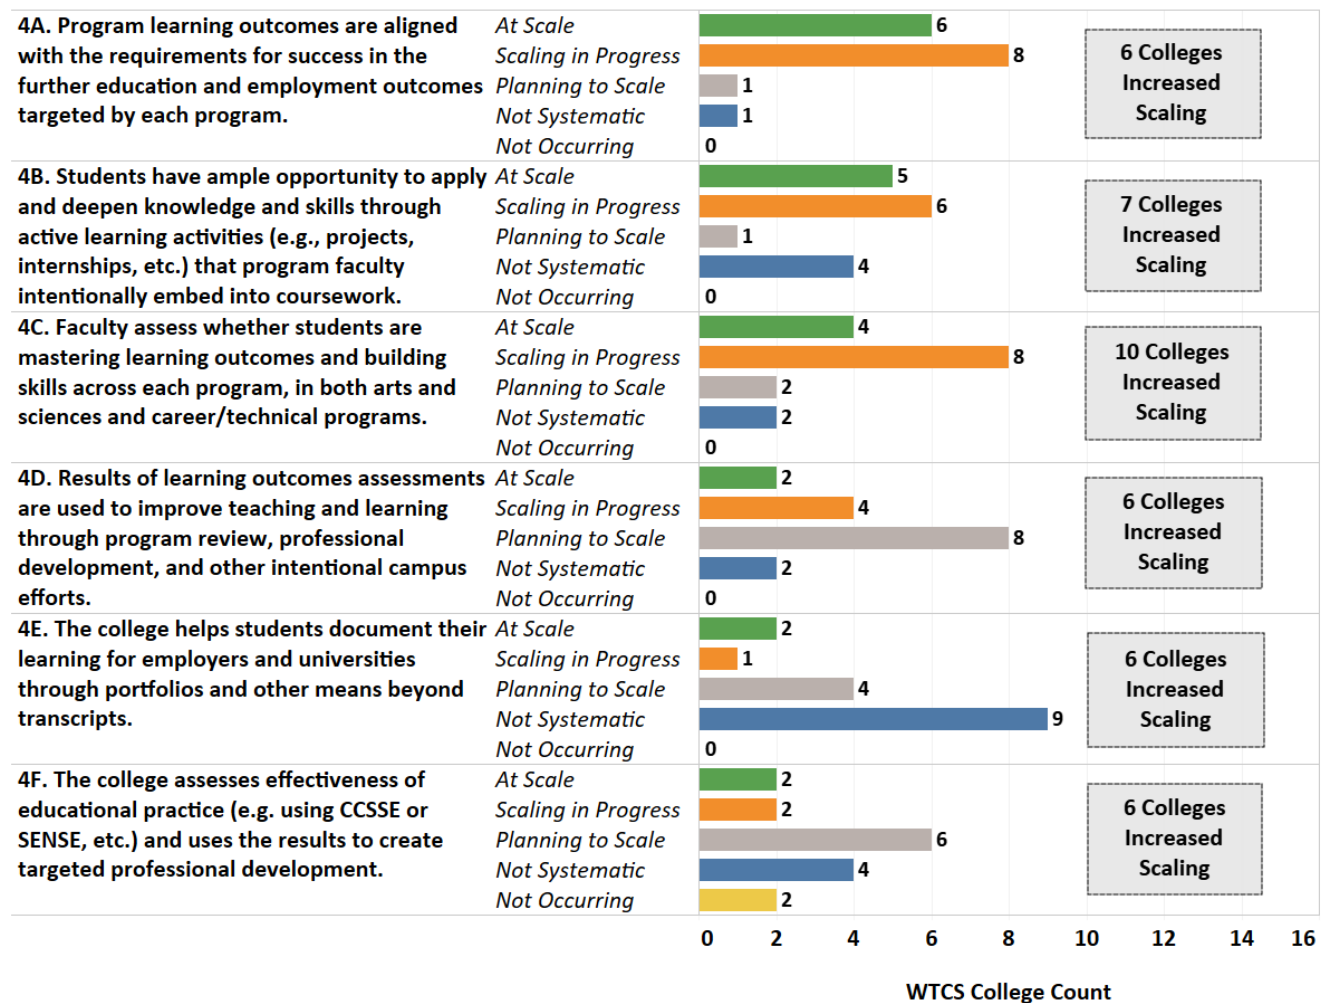 4A. Program learning outcomes are aligned
with the requirements for success in the
further education and employment outcomes
targeted by each program.
At Scale
6
Scaling in Progress
8
Planning to Scale
1
Not Systematic
1
Not Occurring
0
6 Colleges
Increased
Scaling
4B. Students have ample opportunity to apply
and deepen knowledge and skills through
active learning activities (e.g., projects,
internships, etc.) that program faculty
intentionally embed into coursework.
At Scale
5
Scaling in Progress
6
Planning to Scale
1
Not Systematic
4
Not Occurring
0
7 Colleges
Increased
Scaling
4C. Faculty assess whether students are
mastering learning outcomes and building
skills across each program, in both arts and
sciences and career/technical programs.
At Scale
4
Scaling in Progress
8
Planning to Scale
2
Not Systematic
2
Not Occurring
0
10 Colleges
Increased
Scaling
4D. Results of learning outcomes assessments
are used to improve teaching and learning
through program review, professional
development, and other intentional campus
efforts.
At Scale
2
Scaling in Progress
4
Planning to Scale
8
Not Systematic
2
Not Occurring
0
6 Colleges
Increased
Scaling
4E. The college helps students document their
learning for employers and universities
through portfolios and other means beyond
transcripts.
At Scale
2
Scaling in Progress
1
Planning to Scale
4
Not Systematic
9
Not Occurring
0
6 Colleges
Increased
Scaling
4F. The college assesses effectiveness of
educational practice (e.g. using CCSSE or
SENSE, etc.) and uses the results to create
targeted professional development.
At Scale
2
Scaling in Progress
2
Planning to Scale
6
Not Systematic
4
Not Occurring
2
6 Colleges
Increased
Scaling
0 2 4 6 8 10 12 14 16
WTCS College Count